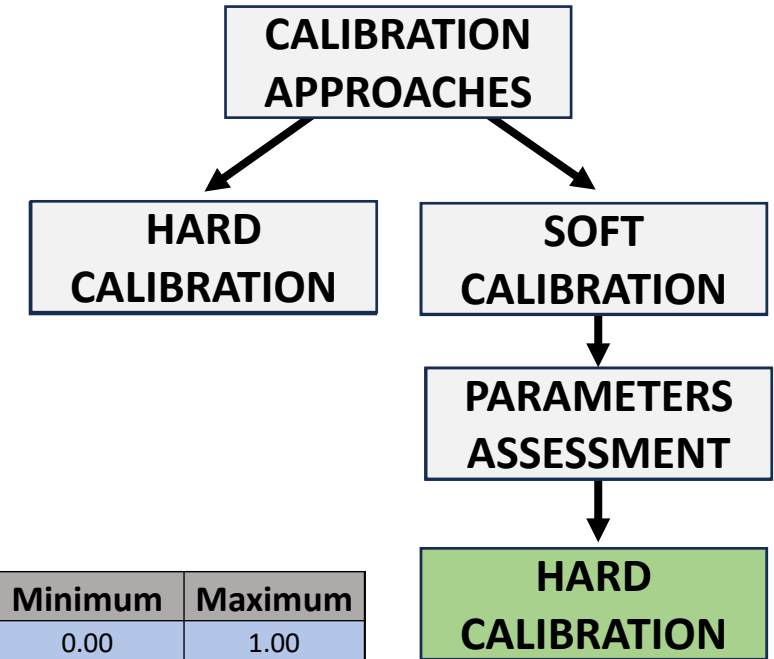 CALIBRATION
APPROACHES
HARD
CALIBRATION
SOFT
CALIBRATION
PARAMETERS
ASSESSMENT
HARD
CALIBRATION
Minimum Maximum
0.00 1.00